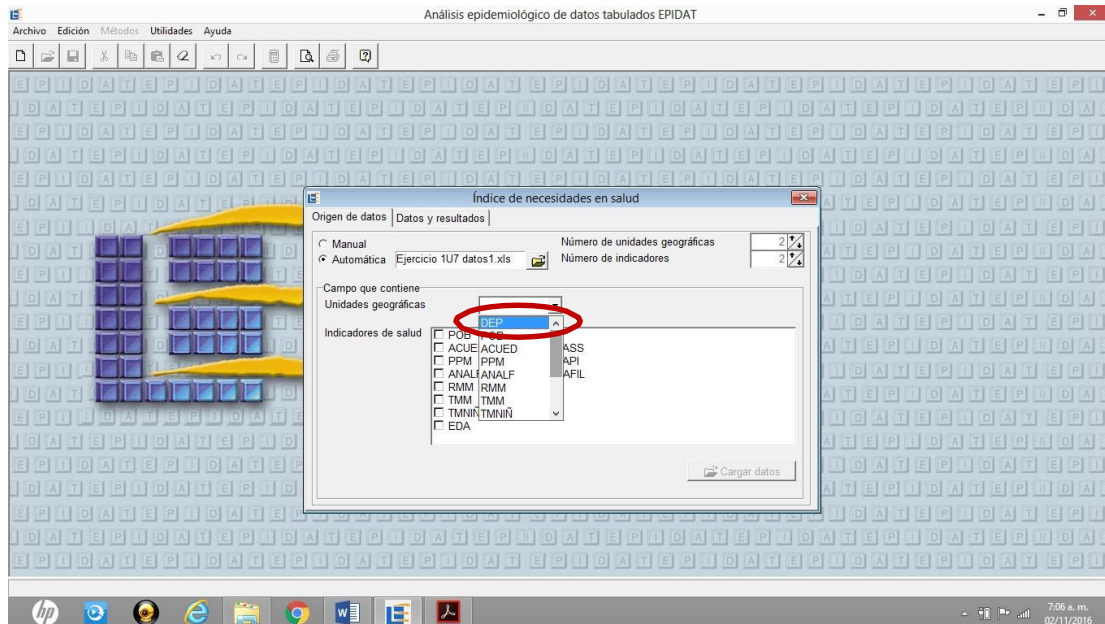 Análisis epidemiológico de datos tabulados EPIDAT
Archivo Edición Métodos Utilidades Ayuda
Índice de necesidades en salud
Origen de datos Datos y resultados
Manual
Número de unidades geográficas 2
Automática Ejercicio 1U7 datos1.xls
Número de indicadores 2
Campo que contiene
Unidades geográficas
DEP
Indicadores de salud
POB
ACUE ACUED ASS
PPM PPM API
ANALF ANALF AFIL
RMM RMM
TMM TMM
TMNIÑ TMNIÑ
EDA
Cargar datos
7:06 a. m.
02/11/2016